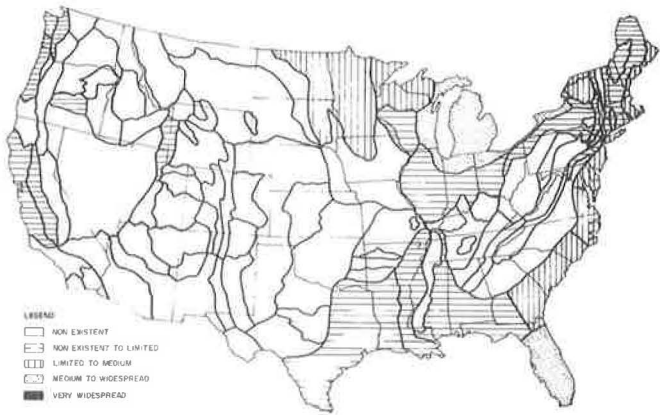 LEGEND
NON EXISTENT
NON EXISTENT TO LIMITED
LIMITED TO MEDIUM
MEDIUM TO WIDESPREAD
VERY WIDESPREAD